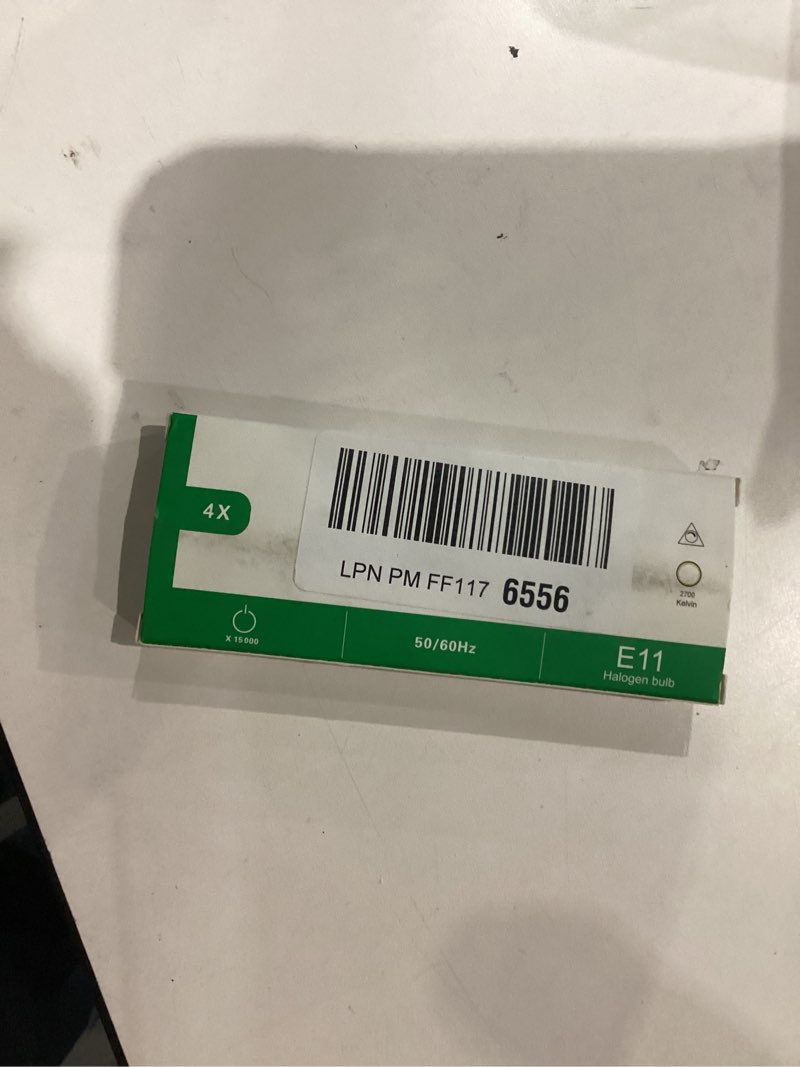 4X
LPN PM FF117 6556
2700
Kelvin
X 15000
50/60Hz
E11
Halogen bulb